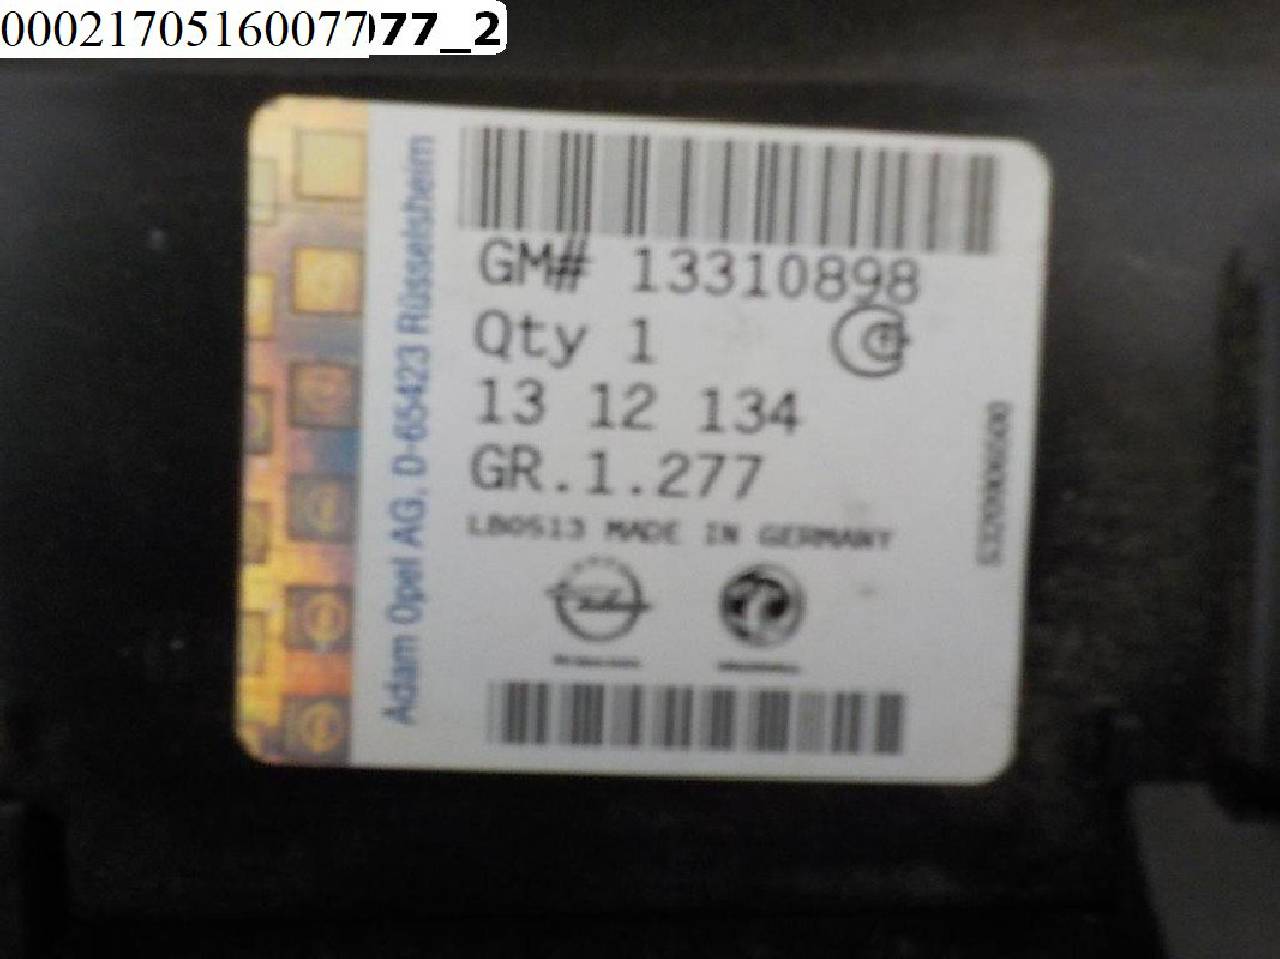 00021705160077077_2
Adam Opel AG, D-65423 Rüsselsheim
GM# 13310898
Qty 1
13 12 134
GR.1.277
LB0513 MADE IN GERMANY